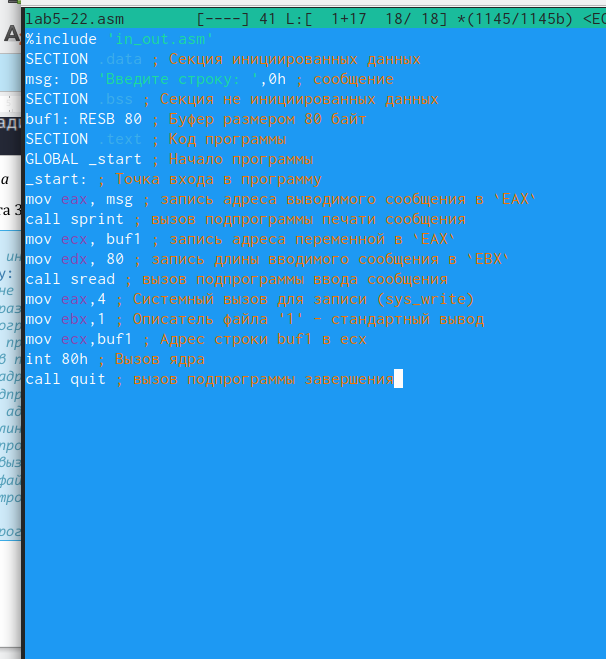 lab5-22.asm [----] 41 L:[ 1+17 18/ 18] *(1145/1145b) <EO
%include 'in_out.asm'
SECTION .data ; Секция инициированных данных
msg: DB 'Введите строку: ',0h ; сообщение
SECTION .bss ; Секция не инициированных данных
buf1: RESB 80 ; Буфер размером 80 байт
SECTION .text ; Код программы
GLOBAL _start ; Начало программы
_start: ; Точка входа в программу
mov eax, msg ; запись адреса выводимого сообщения в `EAX`
call sprint ; вызов подпрограммы печати сообщения
mov ecx, buf1 ; запись адреса переменной в `EAX`
mov edx, 80 ; запись длины вводимого сообщения в `EBX`
call sread ; вызов подпрограммы ввода сообщения
mov eax,4 ; Системный вызов для записи (sys_write)
mov ebx,1 ; Описатель файла '1' - стандартный вывод
mov ecx,buf1 ; Адрес строки buf1 в ecx
int 80h ; Вызов ядра
call quit ; вызов подпрограммы завершения